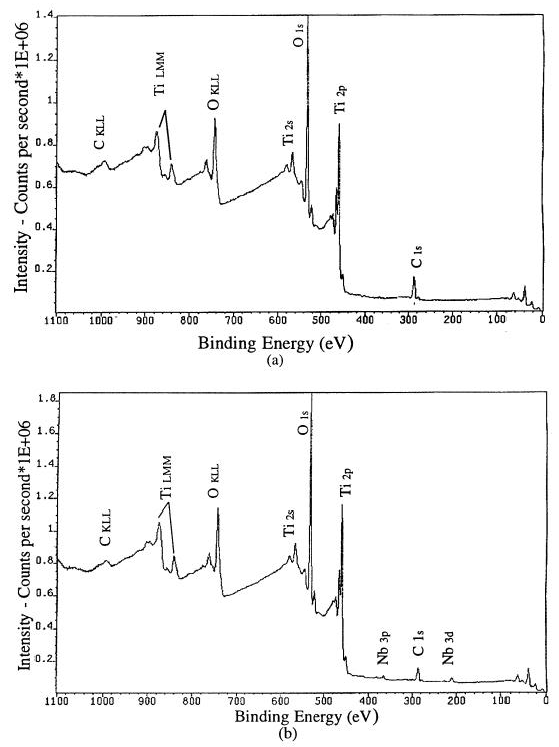 Intensity - Counts per second*1E+06
1.4
1.2
1.
0.8
0.6
0.4
0.2
C KLL
Ti LMM
O KLL
Ti 2s
O 1s
Ti 2p
C 1s
1100 1000 900 800 700 600 500 400 300 200 100 0
Binding Energy (eV)
(a)
Intensity - Counts per second*1E+06
1.8
1.6
1.4
1.2
1.
0.8
0.6
0.4
0.2
C KLL
Ti LMM
O KLL
Ti 2s
O 1s
Ti 2p
Nb 3p
C 1s
Nb 3d
1100 1000 900 800 700 600 500 400 300 200 100 0
Binding Energy (eV)
(b)